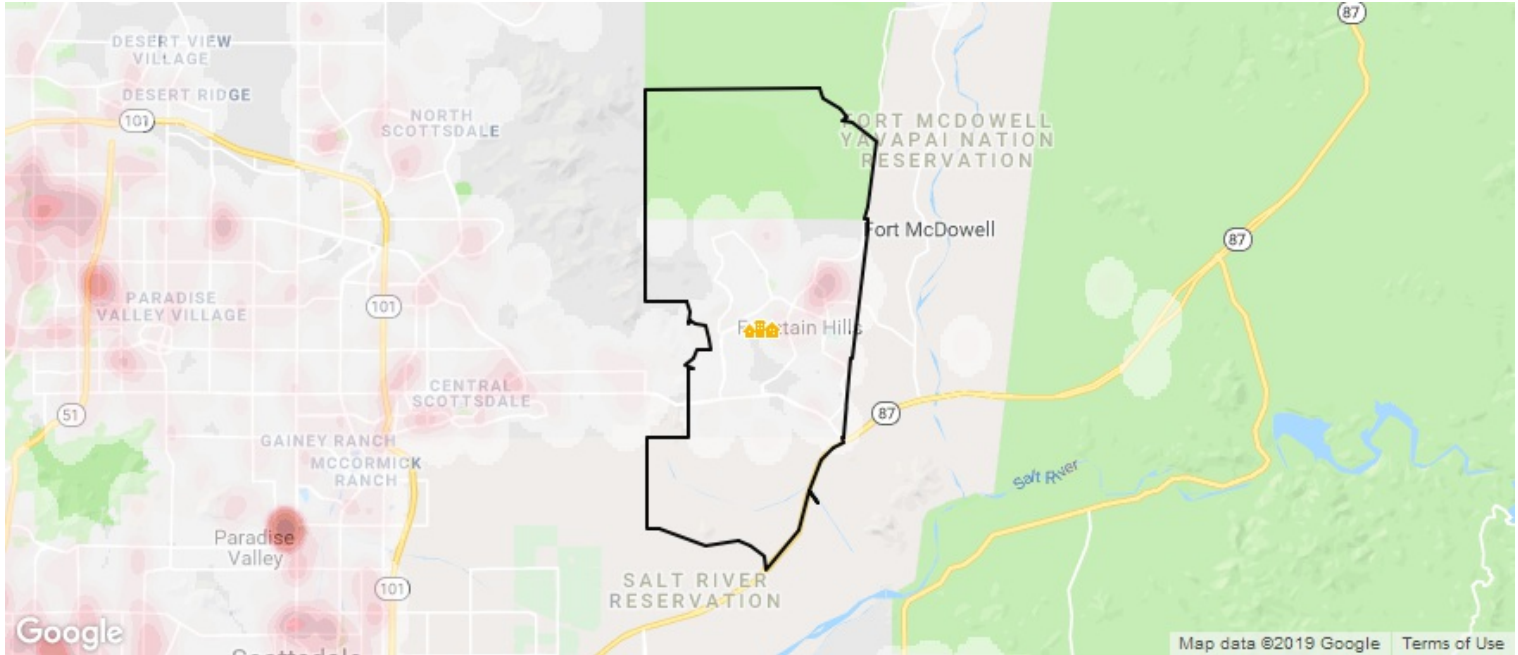 87
DESERT VIEW
VILLAGE
DESERT RIDGE
101
NORTH
SCOTTSDALE
FORT MCDOWELL
YAVAPAI NATION
RESERVATION
Fort McDowell
87
PARADISE
VALLEY VILLAGE
101
Fountain Hills
CENTRAL
SCOTTSDALE
51
87
GAINEY RANCH
MCCORMICK
RANCH
Salt River
Paradise
Valley
101
SALT RIVER
RESERVATION
Google
Scottsdale
Map data ©2019 Google
Terms of Use